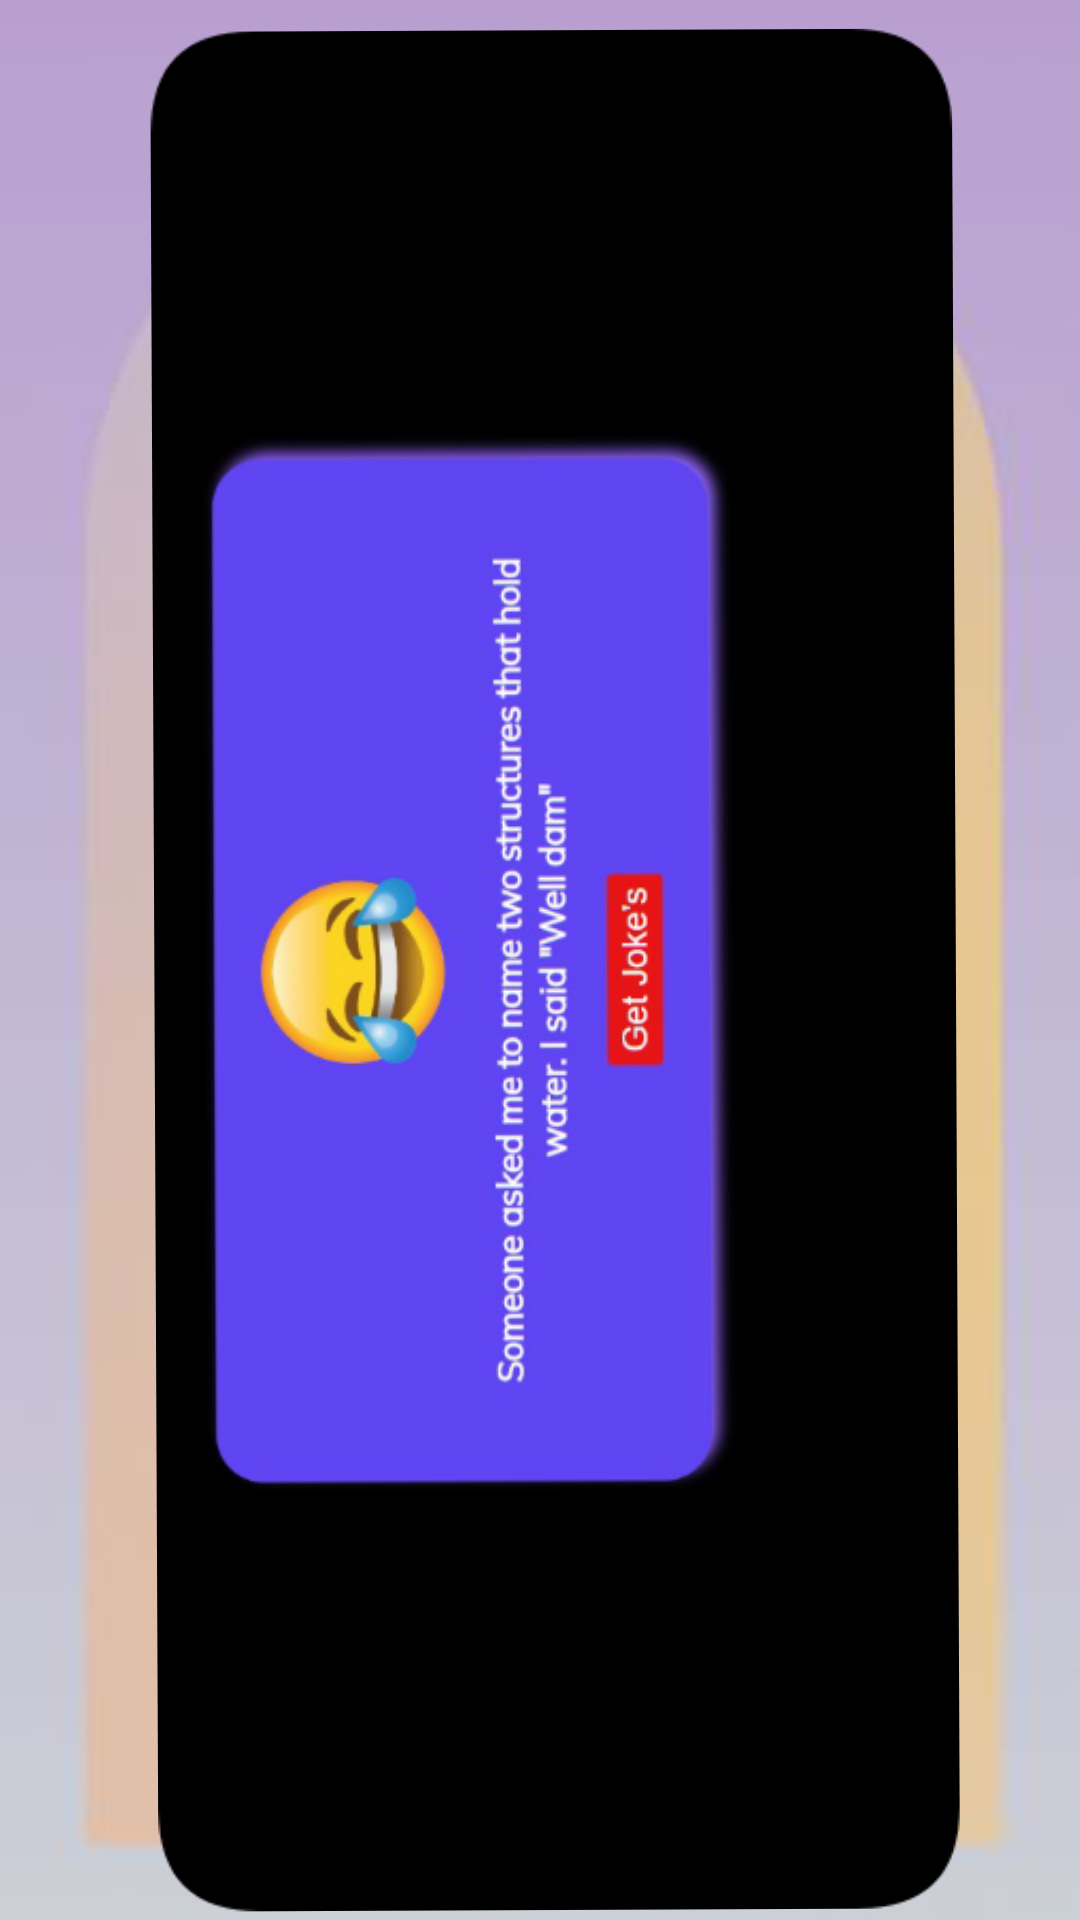 Someone asked me to name two structures that hold
water. I said "Well dam"
Get Joke's